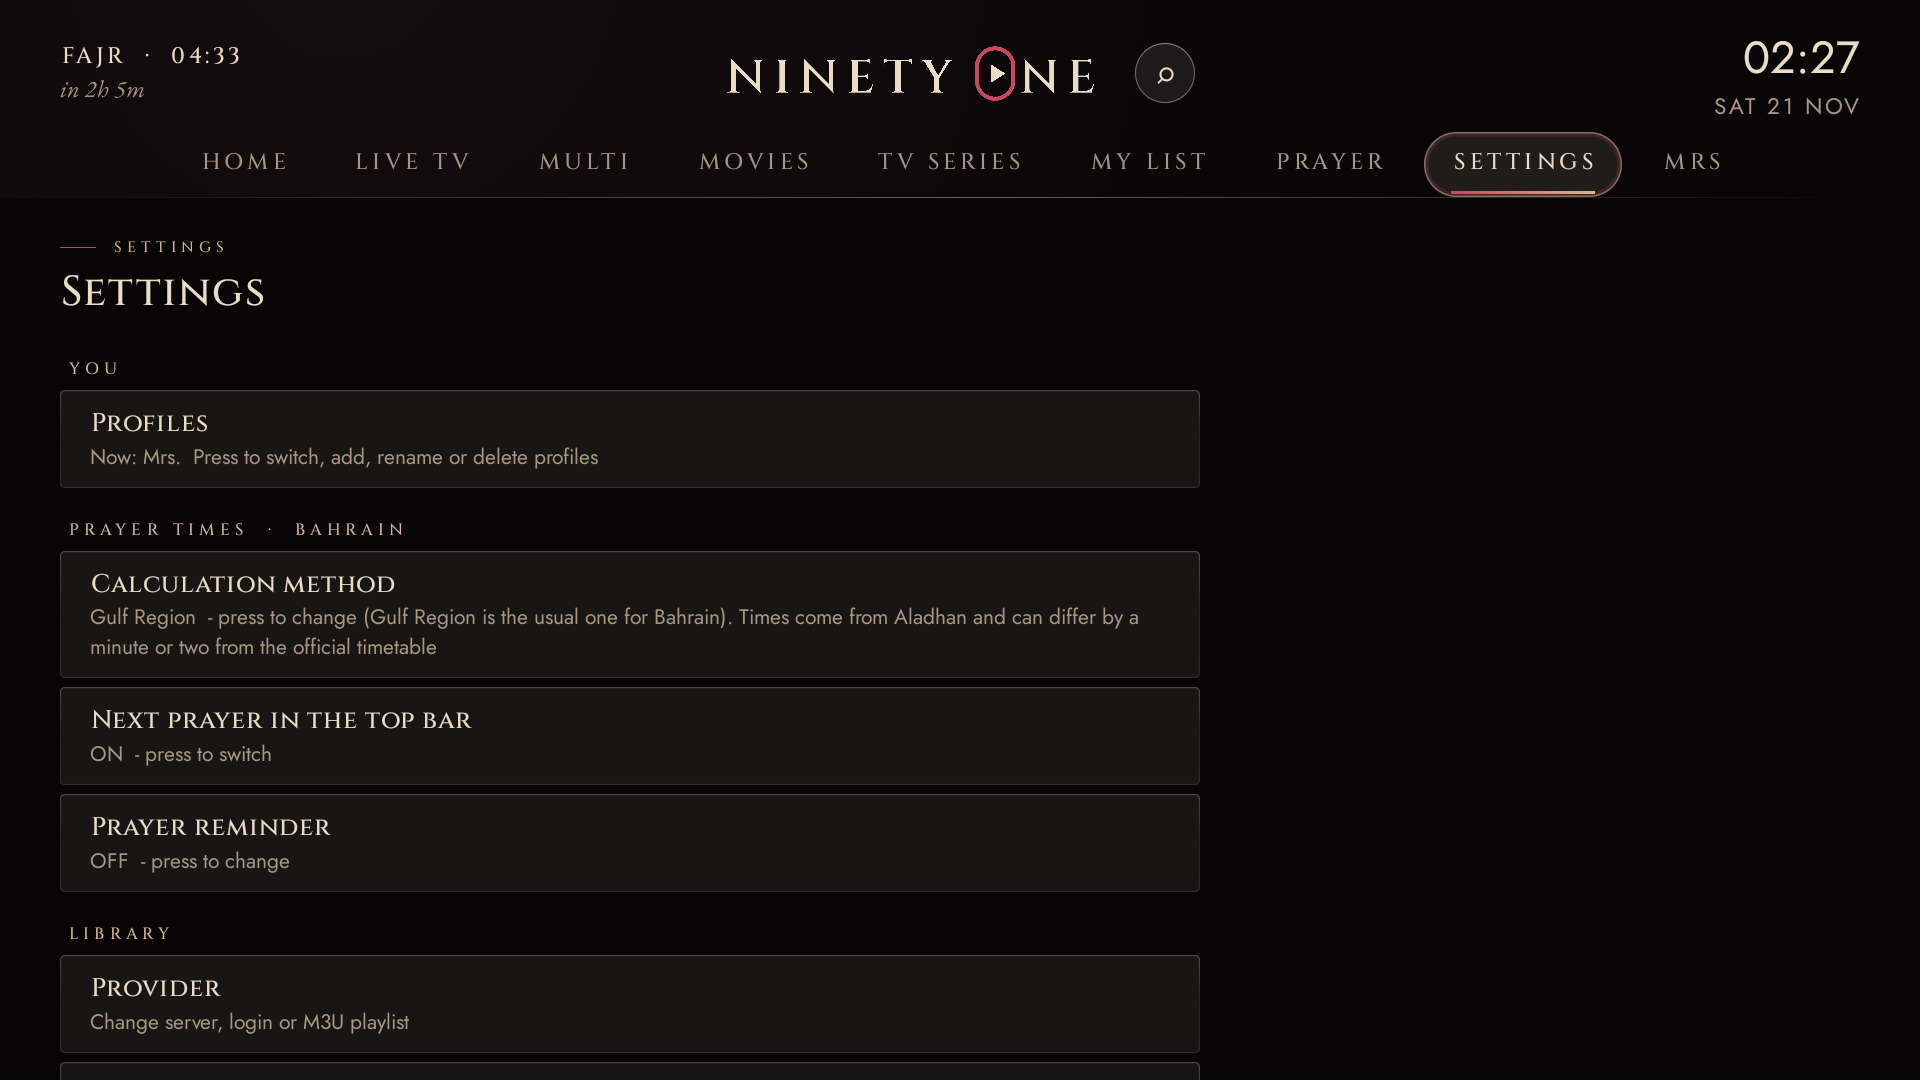 FAJR · 04:33
in 2h 5m
NINETY ONE
02:27
SAT 21 NOV
HOME
LIVE TV
MULTI
MOVIES
TV SERIES
MY LIST
PRAYER
SETTINGS
MRS
SETTINGS
Settings
YOU
Profiles
Now: Mrs. Press to switch, add, rename or delete profiles
PRAYER TIMES · BAHRAIN
Calculation method
Gulf Region - press to change (Gulf Region is the usual one for Bahrain). Times come from Aladhan and can differ by a
minute or two from the official timetable
Next prayer in the top bar
ON - press to switch
Prayer reminder
OFF - press to change
LIBRARY
Provider
Change server, login or M3U playlist